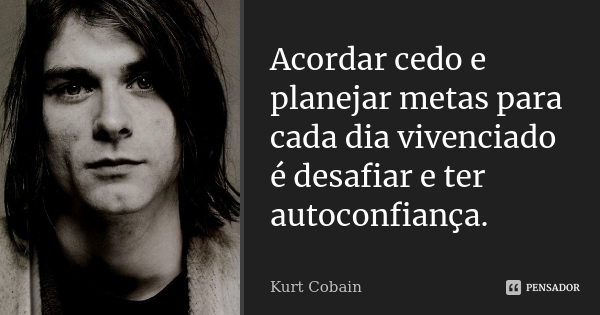 Acordar cedo e
planejar metas para
cada dia vivenciado
é desafiar e ter
autoconfiança.
Kurt Cobain
PENSADOR